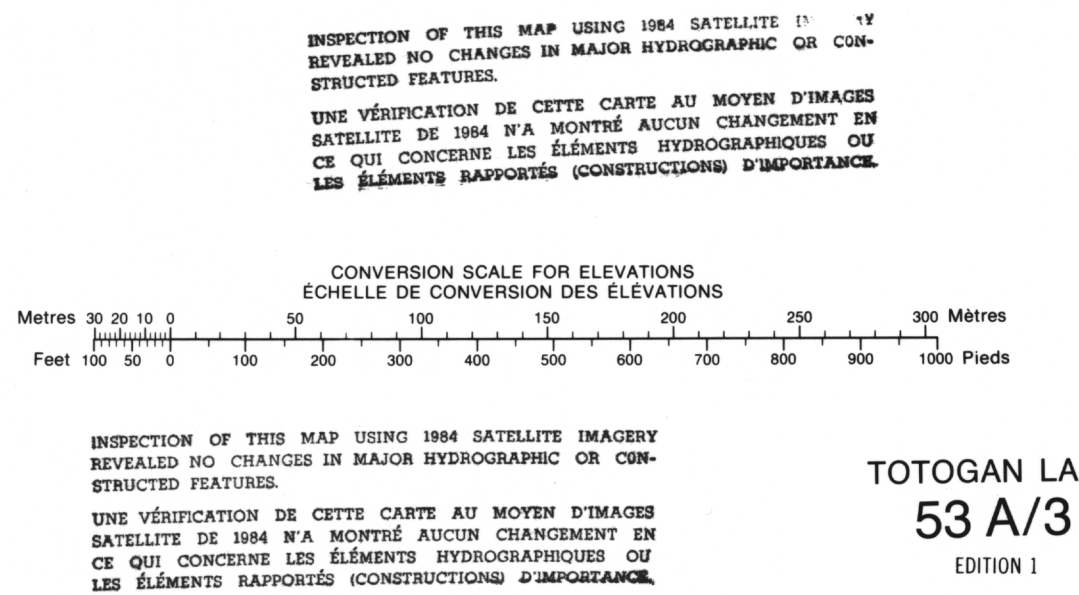 INSPECTION OF THIS MAP USING 1984 SATELLITE
REVEALED NO CHANGES IN MAJOR HYDROGRAPHIC OR CON-
STRUCTED FEATURES.
UNE VÉRIFICATION DE CETTE CARTE AU MOYEN D'IMAGES
SATELLITE DE 1984 N'A MONTRÉ AUCUN CHANGEMENT EN
CE QUI CONCERNE LES ÉLÉMENTS HYDROGRAPHIQUES OU
LES ÉLÉMENTS RAPPORTÉS (CONSTRUCTIONS) D'IMPORTANCE.
CONVERSION SCALE FOR ELEVATIONS
ÉCHELLE DE CONVERSION DES ÉLÉVATIONS
Metres 30 20 10 0 50 100 150 200 250 300 Mètres
Feet 100 50 0 100 200 300 400 500 600 700 800 900 1000 Pieds
INSPECTION OF THIS MAP USING 1984 SATELLITE IMAGERY
REVEALED NO CHANGES IN MAJOR HYDROGRAPHIC OR CON-
STRUCTED FEATURES.
UNE VÉRIFICATION DE CETTE CARTE AU MOYEN D'IMAGES
SATELLITE DE 1984 N'A MONTRÉ AUCUN CHANGEMENT EN
CE QUI CONCERNE LES ÉLÉMENTS HYDROGRAPHIQUES OU
LES ÉLÉMENTS RAPPORTÉS (CONSTRUCTIONS) D'IMPORTANCE.
TOTOGAN LA
53 A/3
EDITION 1